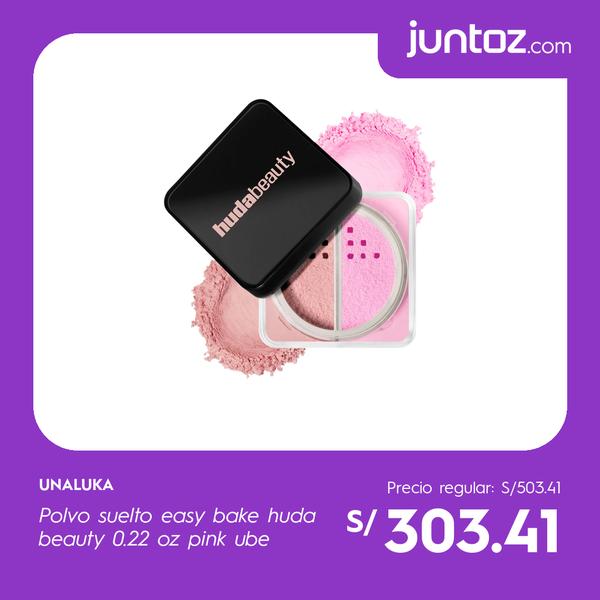 juntoz.com
hudabeauty
UNALUKA
Polvo suelto easy bake huda
beauty 0.22 oz pink ube
Precio regular: S/503.41
S/303.41